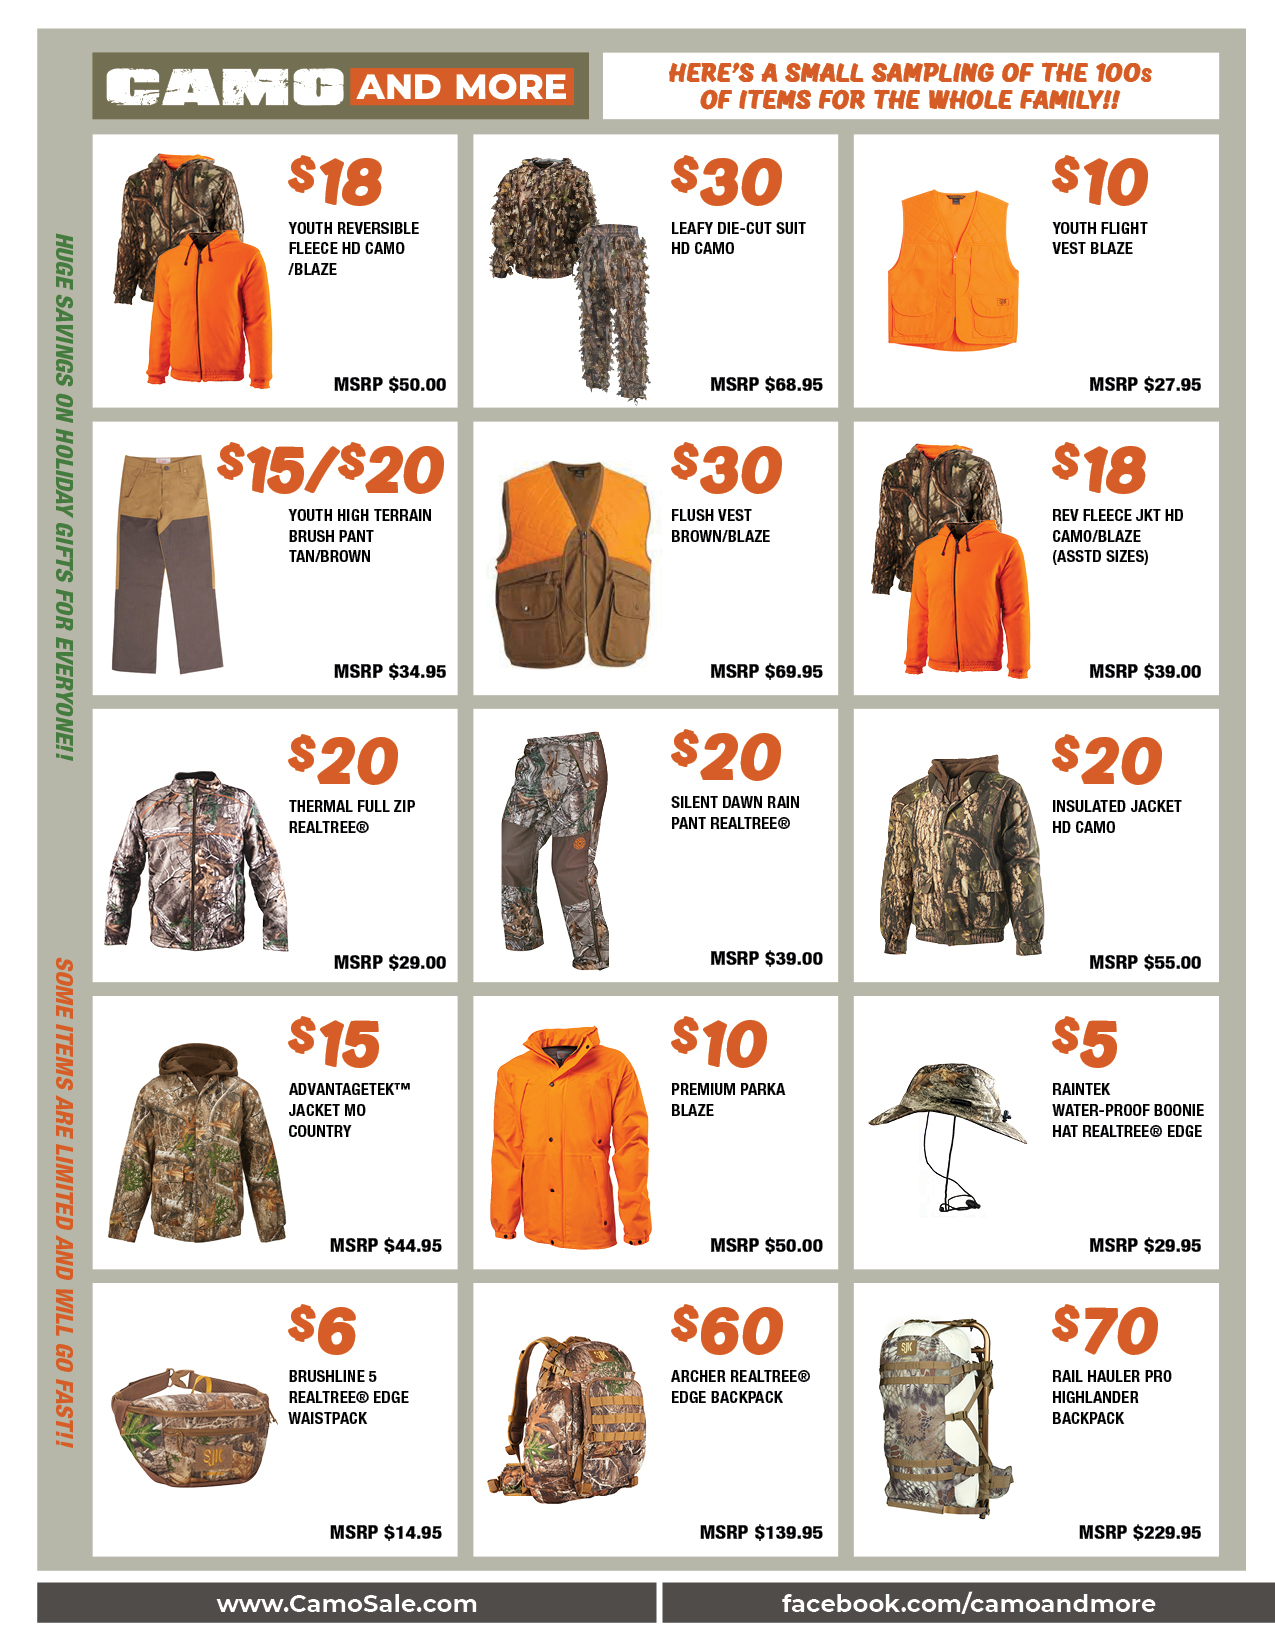 CAMO AND MORE
HERE'S A SMALL SAMPLING OF THE 100s
OF ITEMS FOR THE WHOLE FAMILY!!
HUGE SAVINGS ON HOLIDAY GIFTS FOR EVERYONE!!
SOME ITEMS ARE LIMITED AND WILL GO FAST!!
$18
YOUTH REVERSIBLE
FLEECE HD CAMO
/BLAZE
MSRP $50.00
$30
LEAFY DIE-CUT SUIT
HD CAMO
MSRP $68.95
$10
YOUTH FLIGHT
VEST BLAZE
SJK
MSRP $27.95
$15/$20
YOUTH HIGH TERRAIN
BRUSH PANT
TAN/BROWN
MSRP $34.95
$30
FLUSH VEST
BROWN/BLAZE
MSRP $69.95
$18
REV FLEECE JKT HD
CAMO/BLAZE
(ASSTD SIZES)
MSRP $39.00
$20
THERMAL FULL ZIP
REALTREE®
MSRP $29.00
$20
SILENT DAWN RAIN
PANT REALTREE®
MSRP $39.00
$20
INSULATED JACKET
HD CAMO
MSRP $55.00
$15
ADVANTAGETEK™
JACKET MO
COUNTRY
MSRP $44.95
$10
PREMIUM PARKA
BLAZE
MSRP $50.00
$5
RAINTEK
WATER-PROOF BOONIE
HAT REALTREE® EDGE
MSRP $29.95
$6
BRUSHLINE 5
REALTREE® EDGE
WAISTPACK
SJK
MSRP $14.95
$60
ARCHER REALTREE®
EDGE BACKPACK
SJK
MSRP $139.95
$70
RAIL HAULER PRO
HIGHLANDER
BACKPACK
SJK
MSRP $229.95
www.CamoSale.com
facebook.com/camoandmore